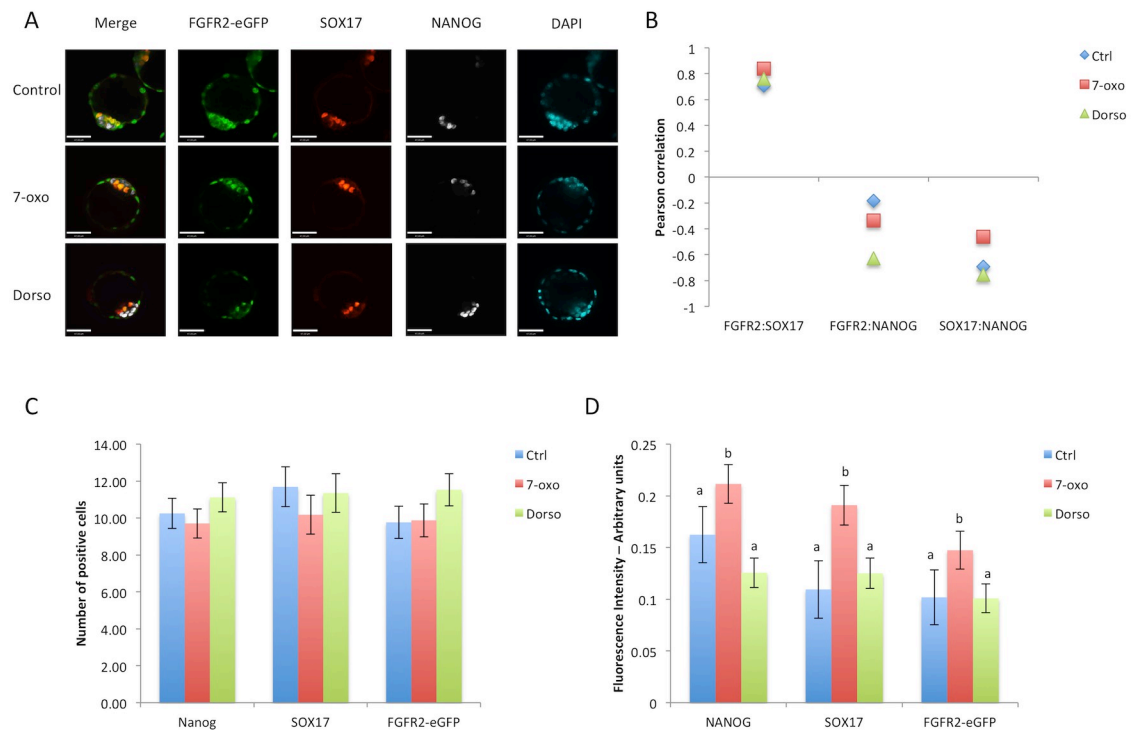 A
Merge FGFR2-eGFP SOX17 NANOG DAPI
Control
7-oxo
Dorso
B
Pearson correlation
1
0.8
0.6
0.4
0.2
0
-0.2
-0.4
-0.6
-0.8
-1
FGFR2:SOX17 FGFR2:NANOG SOX17:NANOG
Ctrl
7-oxo
Dorso
C
Number of positive cells
14.00
12.00
10.00
8.00
6.00
4.00
2.00
0.00
Nanog SOX17 FGFR2-eGFP
Ctrl
7-oxo
Dorso
D
Fluorescence Intensity – Arbitrary units
0.25
0.2
0.15
0.1
0.05
0
a b a a b a a b a
NANOG SOX17 FGFR2-eGFP
Ctrl
7-oxo
Dorso